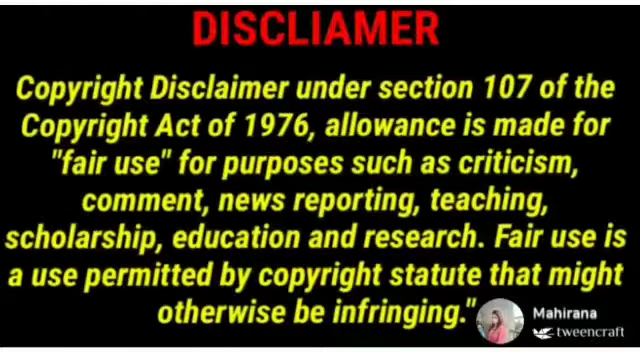 DISCLIAMER
Copyright Disclaimer under section 107 of the
Copyright Act of 1976, allowance is made for
"fair use" for purposes such as criticism,
comment, news reporting, teaching,
scholarship, education and research. Fair use is
a use permitted by copyright statute that might
otherwise be infringing."
Mahirana
tweencraft